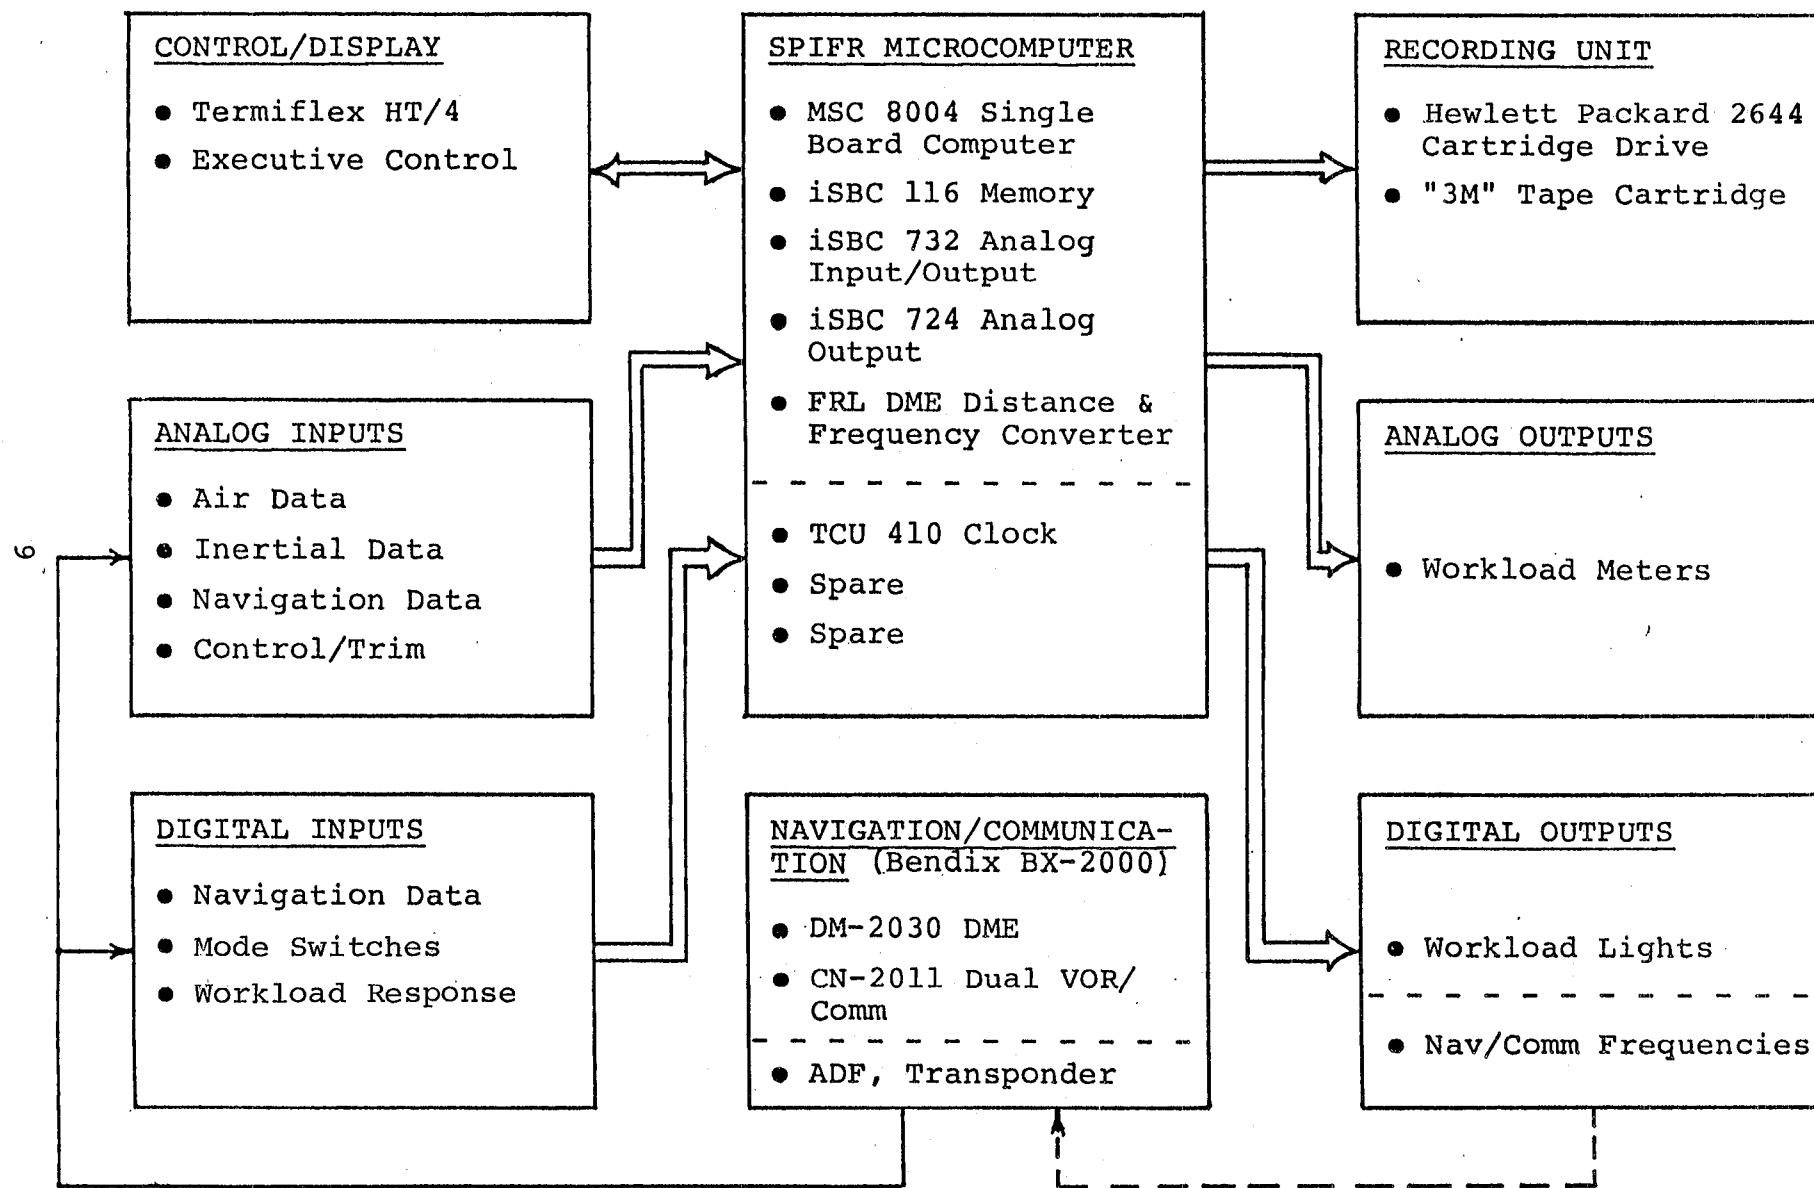 CONTROL/DISPLAY
● Termiflex HT/4
● Executive Control
SPIFR MICROCOMPUTER
● MSC 8004 Single
Board Computer
● iSBC 116 Memory
● iSBC 732 Analog
Input/Output
● iSBC 724 Analog
Output
● FRL DME Distance &
Frequency Converter
● TCU 410 Clock
● Spare
● Spare
RECORDING UNIT
● Hewlett Packard 2644
Cartridge Drive
● "3M" Tape Cartridge
ANALOG INPUTS
● Air Data
● Inertial Data
● Navigation Data
● Control/Trim
ANALOG OUTPUTS
● Workload Meters
9
DIGITAL INPUTS
● Navigation Data
● Mode Switches
● Workload Response
NAVIGATION/COMMUNICA-
TION (Bendix BX-2000)
● DM-2030 DME
● CN-2011 Dual VOR/
Comm
● ADF, Transponder
DIGITAL OUTPUTS
● Workload Lights
● Nav/Comm Frequencies